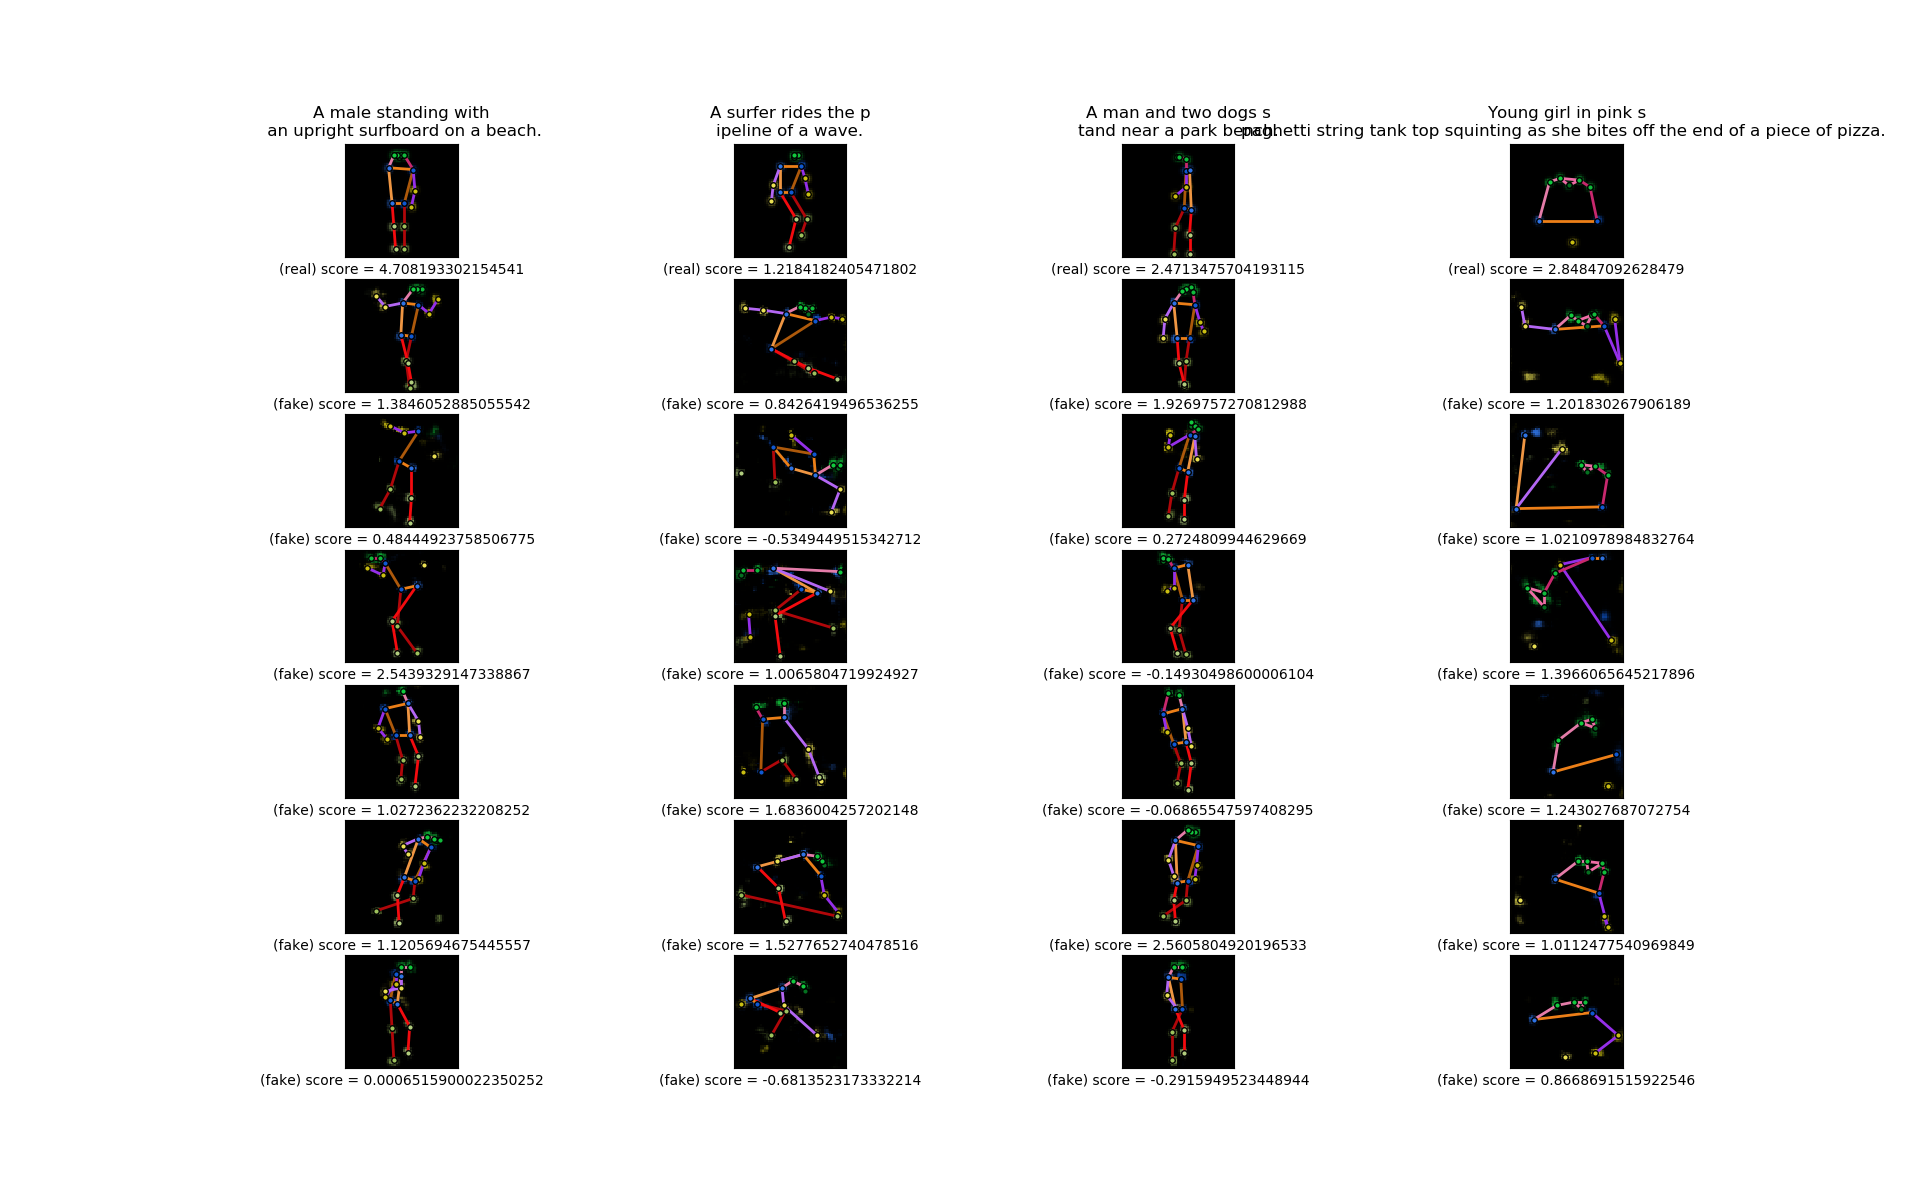 A male standing with
an upright surfboard on a beach.
A surfer rides the p
ipeline of a wave.
A man and two dogs s
tand near a park bench.
Young girl in pink s
paghetti string tank top squinting as she bites off the end of a piece of pizza.
(real) score = 4.708193302154541
(real) score = 1.2184182405471802
(real) score = 2.4713475704193115
(real) score = 2.84847092628479
(fake) score = 1.3846052885055542
(fake) score = 0.8426419496536255
(fake) score = 1.9269757270812988
(fake) score = 1.201830267906189
(fake) score = 0.48444923758506775
(fake) score = -0.5349449515342712
(fake) score = 0.2724809944629669
(fake) score = 1.0210978984832764
(fake) score = 2.5439329147338867
(fake) score = 1.0065804719924927
(fake) score = -0.14930498600006104
(fake) score = 1.3966065645217896
(fake) score = 1.0272362232208252
(fake) score = 1.6836004257202148
(fake) score = -0.06865547597408295
(fake) score = 1.243027687072754
(fake) score = 1.1205694675445557
(fake) score = 1.5277652740478516
(fake) score = 2.5605804920196533
(fake) score = 1.0112477540969849
(fake) score = 0.0006515900022350252
(fake) score = -0.6813523173332214
(fake) score = -0.2915949523448944
(fake) score = 0.8668691515922546